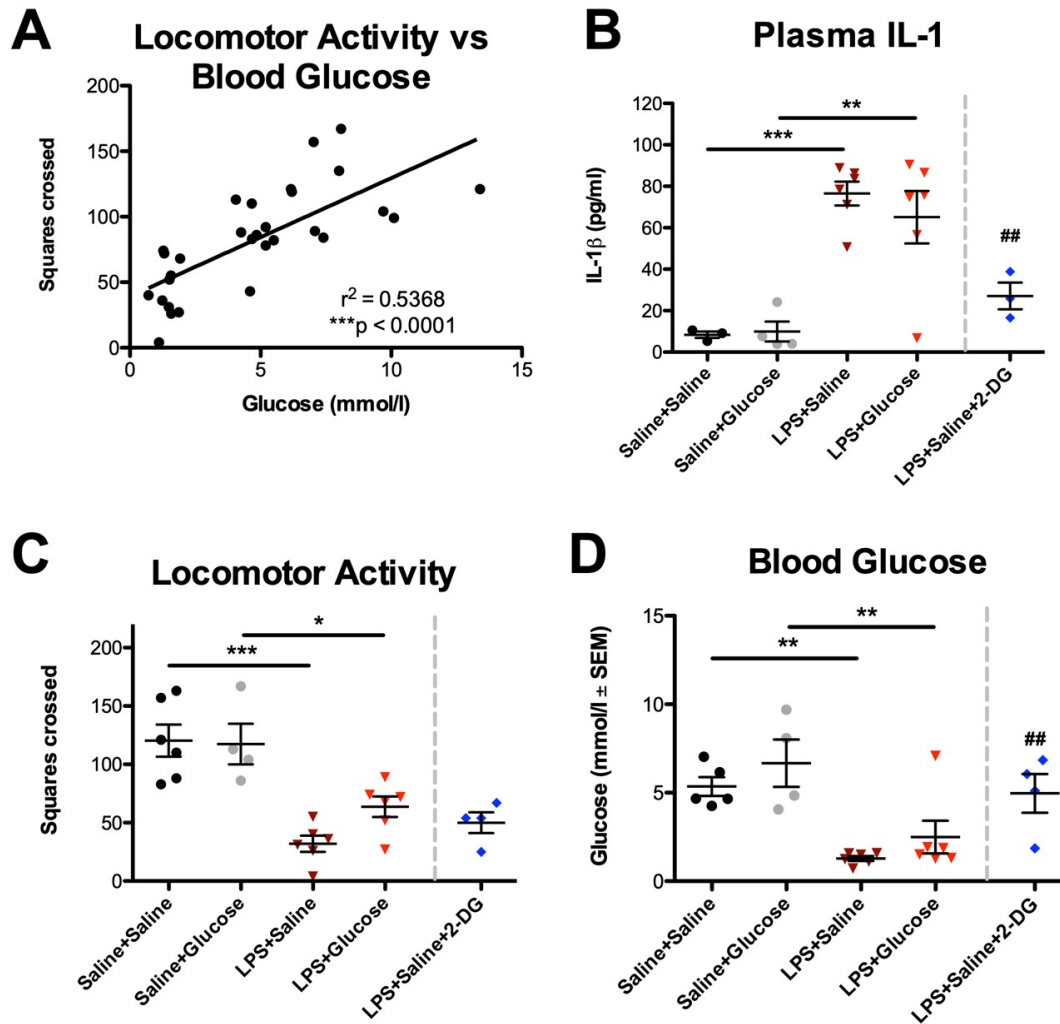 A
Locomotor Activity vs
Blood Glucose
Squares crossed
200
150
100
50
0
0
5
10
15
r² = 0.5368
***p < 0.0001
Glucose (mmol/l)
B
Plasma IL-1
IL-1β (pg/ml)
120
100
80
60
40
20
0
**
***
##
Saline+Saline
Saline+Glucose
LPS+Saline
LPS+Glucose
LPS+Saline+2-DG
C
Locomotor Activity
Squares crossed
200
150
100
50
0
*
***
Saline+Saline
Saline+Glucose
LPS+Saline
LPS+Glucose
LPS+Saline+2-DG
D
Blood Glucose
Glucose (mmol/l ± SEM)
15
10
5
0
**
**
##
Saline+Saline
Saline+Glucose
LPS+Saline
LPS+Glucose
LPS+Saline+2-DG